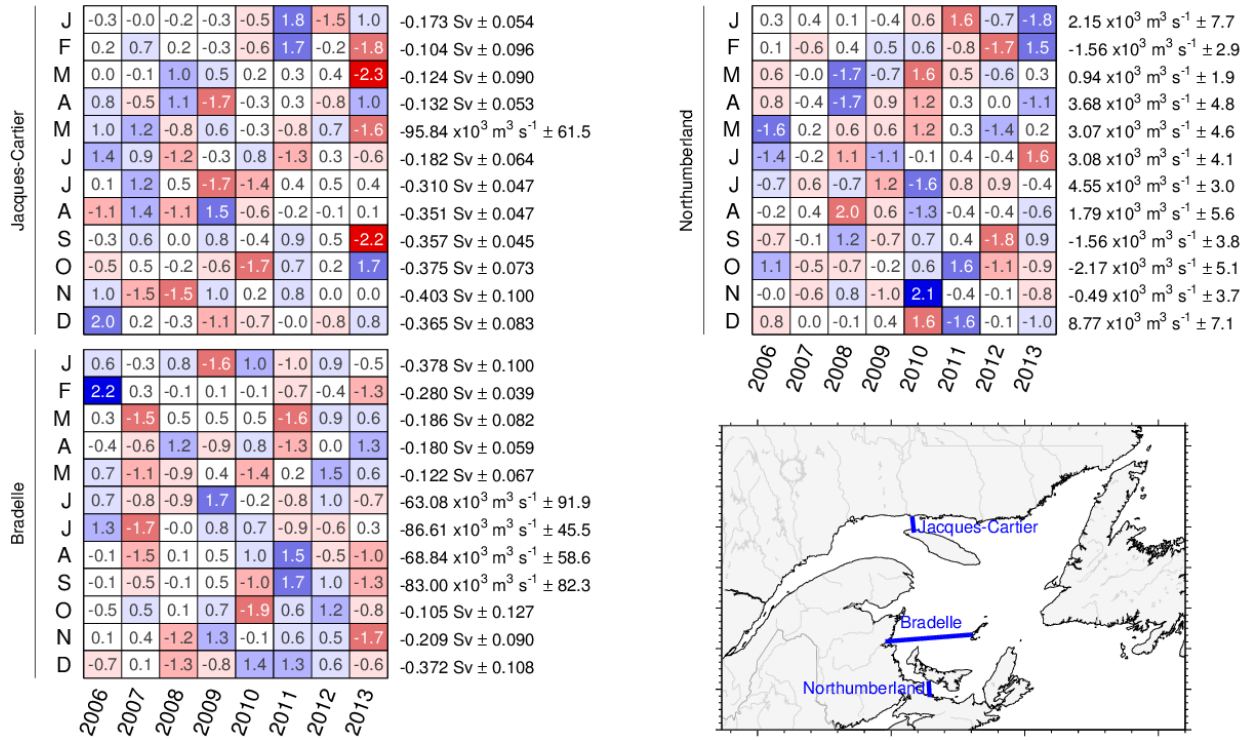 Jacques-Cartier
J -0.3 -0.0 -0.2 -0.3 -0.5 1.8 -1.5 1.0 -0.173 Sv ± 0.054
F 0.2 0.7 0.2 -0.3 -0.6 1.7 -0.2 -1.8 -0.104 Sv ± 0.096
M 0.0 -0.1 1.0 0.5 0.2 0.3 0.4 -2.3 -0.124 Sv ± 0.090
A 0.8 -0.5 1.1 -1.7 -0.3 0.3 -0.8 1.0 -0.132 Sv ± 0.053
M 1.0 1.2 -0.8 0.6 -0.3 -0.8 0.7 -1.6 -95.84 x10³ m³ s⁻¹ ± 61.5
J 1.4 0.9 -1.2 -0.3 0.8 -1.3 0.3 -0.6 -0.182 Sv ± 0.064
J 0.1 1.2 0.5 -1.7 -1.4 0.4 0.5 0.4 -0.310 Sv ± 0.047
A -1.1 1.4 -1.1 1.5 -0.6 -0.2 -0.1 0.1 -0.351 Sv ± 0.047
S -0.3 0.6 0.0 0.8 -0.4 0.9 0.5 -2.2 -0.357 Sv ± 0.045
O -0.5 0.5 -0.2 -0.6 -1.7 0.7 0.2 1.7 -0.375 Sv ± 0.073
N 1.0 -1.5 -1.5 1.0 0.2 0.8 0.0 0.0 -0.403 Sv ± 0.100
D 2.0 0.2 -0.3 -1.1 -0.7 -0.0 -0.8 0.8 -0.365 Sv ± 0.083
Bradelle
J 0.6 -0.3 0.8 -1.6 1.0 -1.0 0.9 -0.5 -0.378 Sv ± 0.100
F 2.2 0.3 -0.1 0.1 -0.1 -0.7 -0.4 -1.3 -0.280 Sv ± 0.039
M 0.3 -1.5 0.5 0.5 0.5 -1.6 0.9 0.6 -0.186 Sv ± 0.082
A -0.4 -0.6 1.2 -0.9 0.8 -1.3 0.0 1.3 -0.180 Sv ± 0.059
M 0.7 -1.1 -0.9 0.4 -1.4 0.2 1.5 0.6 -0.122 Sv ± 0.067
J 0.7 -0.8 -0.9 1.7 -0.2 -0.8 1.0 -0.7 -63.08 x10³ m³ s⁻¹ ± 91.9
J 1.3 -1.7 -0.0 0.8 0.7 -0.9 -0.6 0.3 -86.61 x10³ m³ s⁻¹ ± 45.5
A -0.1 -1.5 0.1 0.5 1.0 1.5 -0.5 -1.0 -68.84 x10³ m³ s⁻¹ ± 58.6
S -0.1 -0.5 -0.1 0.5 -1.0 1.7 1.0 -1.3 -83.00 x10³ m³ s⁻¹ ± 82.3
O -0.5 0.5 0.1 0.7 -1.9 0.6 1.2 -0.8 -0.105 Sv ± 0.127
N 0.1 0.4 -1.2 1.3 -0.1 0.6 0.5 -1.7 -0.209 Sv ± 0.090
D -0.7 0.1 -1.3 -0.8 1.4 1.3 0.6 -0.6 -0.372 Sv ± 0.108
2006 2007 2008 2009 2010 2011 2012 2013
Northumberland
J 0.3 0.4 0.1 -0.4 0.6 1.6 -0.7 -1.8 2.15 x10³ m³ s⁻¹ ± 7.7
F 0.1 -0.6 0.4 0.5 0.6 -0.8 -1.7 1.5 -1.56 x10³ m³ s⁻¹ ± 2.9
M 0.6 -0.0 -1.7 -0.7 1.6 0.5 -0.6 0.3 0.94 x10³ m³ s⁻¹ ± 1.9
A 0.8 -0.4 -1.7 0.9 1.2 0.3 0.0 -1.1 3.68 x10³ m³ s⁻¹ ± 4.8
M -1.6 0.2 0.6 0.6 1.2 0.3 -1.4 0.2 3.07 x10³ m³ s⁻¹ ± 4.6
J -1.4 -0.2 1.1 -1.1 -0.1 0.4 -0.4 1.6 3.08 x10³ m³ s⁻¹ ± 4.1
J -0.7 0.6 -0.7 1.2 -1.6 0.8 0.9 -0.4 4.55 x10³ m³ s⁻¹ ± 3.0
A -0.2 0.4 2.0 0.6 -1.3 -0.4 -0.4 -0.6 1.79 x10³ m³ s⁻¹ ± 5.6
S -0.7 -0.1 1.2 -0.7 0.7 0.4 -1.8 0.9 -1.56 x10³ m³ s⁻¹ ± 3.8
O 1.1 -0.5 -0.7 -0.2 0.6 1.6 -1.1 -0.9 -2.17 x10³ m³ s⁻¹ ± 5.1
N -0.0 -0.6 0.8 -1.0 2.1 -0.4 -0.1 -0.8 -0.49 x10³ m³ s⁻¹ ± 3.7
D 0.8 0.0 -0.1 0.4 1.6 -1.6 -0.1 -1.0 8.77 x10³ m³ s⁻¹ ± 7.1
2006 2007 2008 2009 2010 2011 2012 2013
Jacques-Cartier
Bradelle
Northumberland